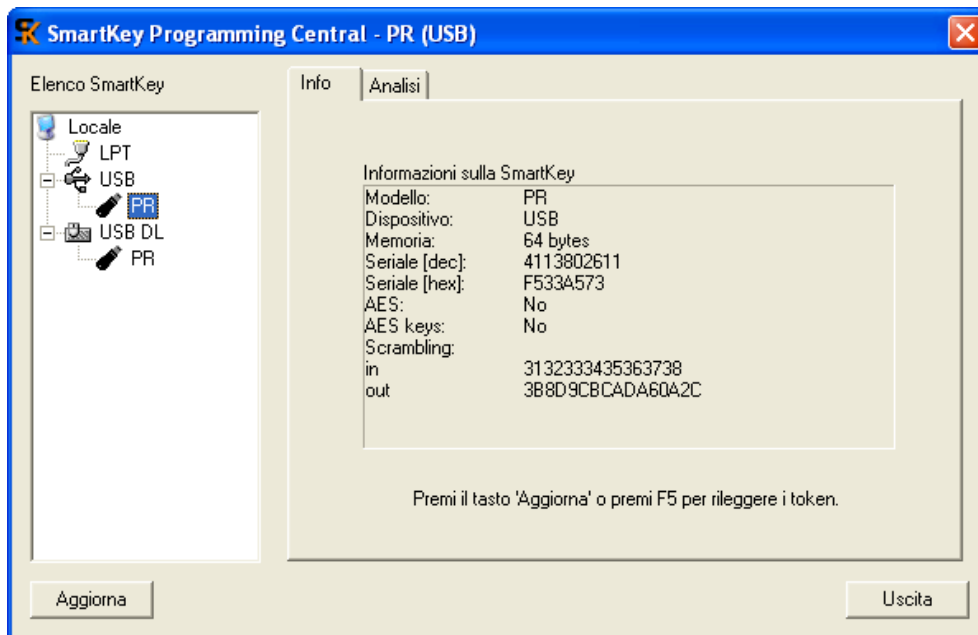 SmartKey Programming Central - PR (USB)
Elenco SmartKey
Locale
LPT
USB
PR
USB DL
PR
Info
Analisi
Informazioni sulla SmartKey
Modello: PR
Dispositivo: USB
Memoria: 64 bytes
Seriale [dec]: 4113802611
Seriale [hex]: F533A573
AES: No
AES keys: No
Scrambling:
in 3132333435363738
out 3B8D9CBCADA60A2C
Premi il tasto 'Aggiorna' o premi F5 per rileggere i token.
Aggiorna
Uscita